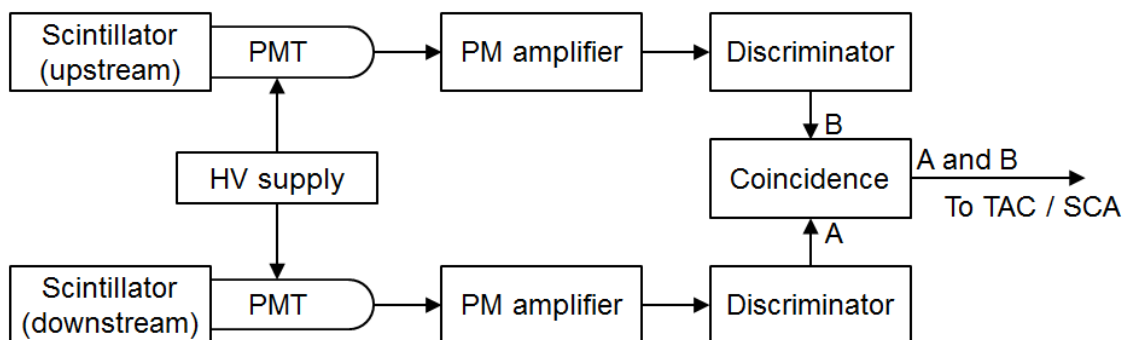 Scintillator
(upstream)
PMT
PM amplifier
Discriminator
B
HV supply
Coincidence
A and B
To TAC / SCA
A
Scintillator
(downstream)
PMT
PM amplifier
Discriminator